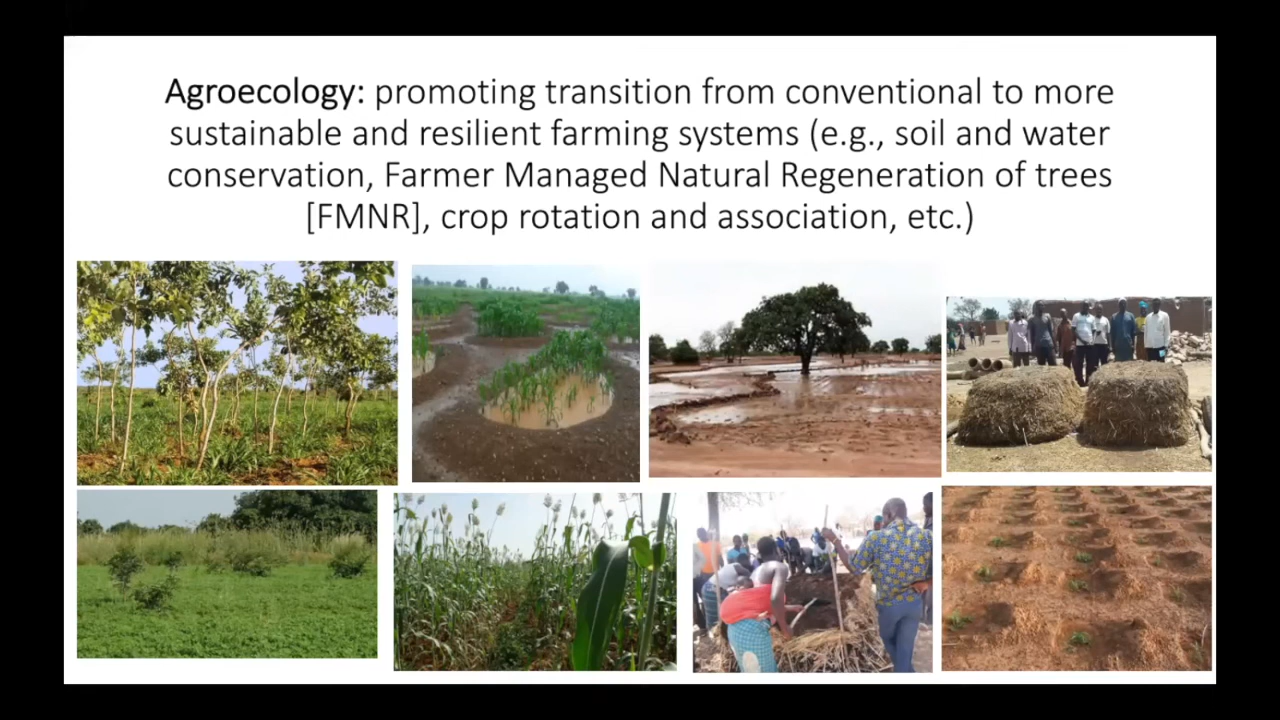 Agroecology: promoting transition from conventional to more
sustainable and resilient farming systems (e.g., soil and water
conservation, Farmer Managed Natural Regeneration of trees
[FMNR], crop rotation and association, etc.)